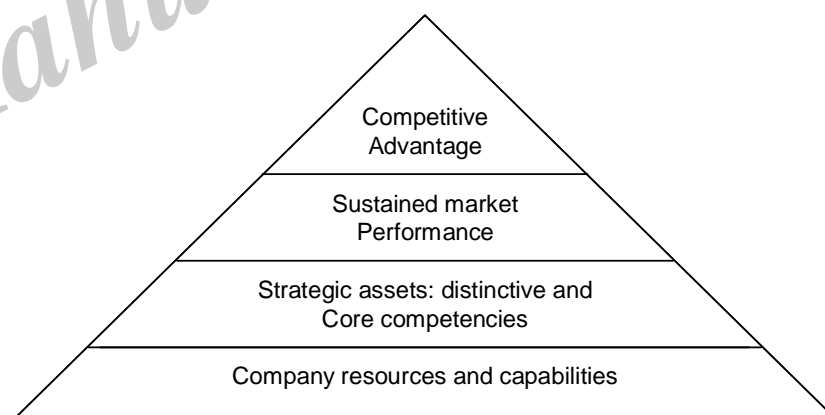 Competitive
Advantage
Sustained market
Performance
Strategic assets: distinctive and
Core competencies
Company resources and capabilities